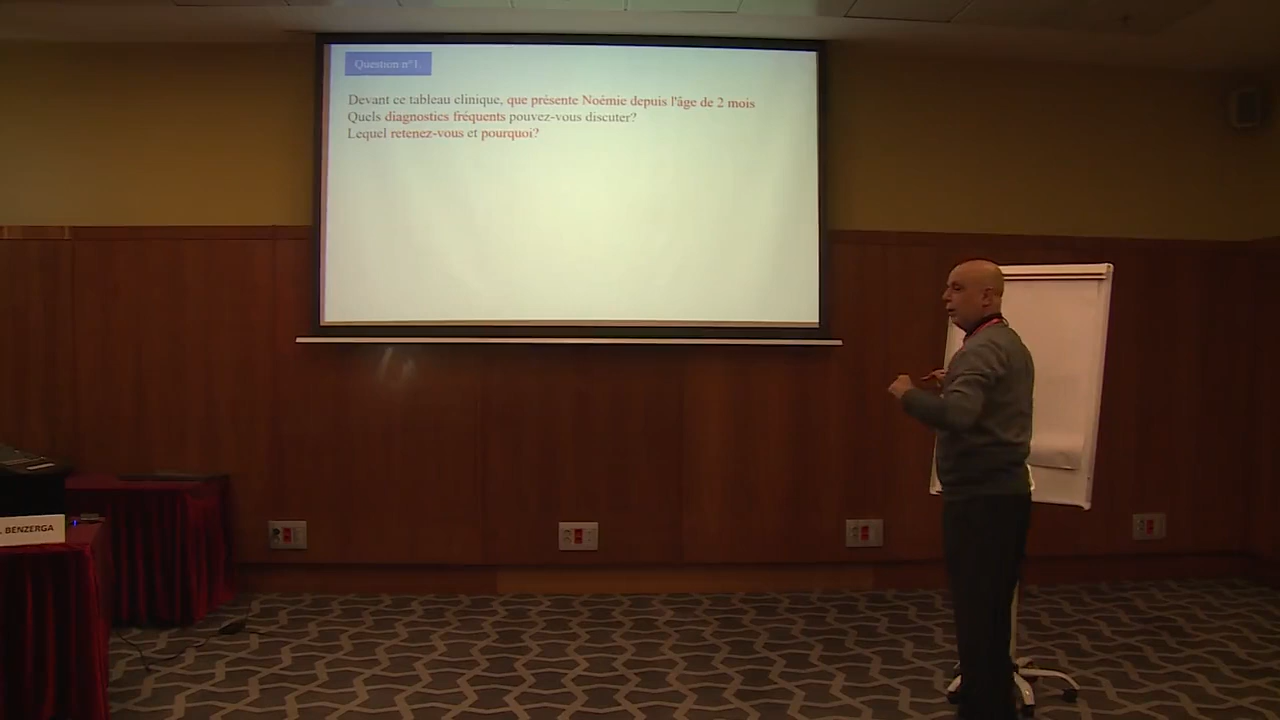 Question n°1.
Devant ce tableau clinique, que présente Noémie depuis l'âge de 2 mois
Quels diagnostics fréquents pouvez-vous discuter?
Lequel retenez-vous et pourquoi?
. BENZERGA